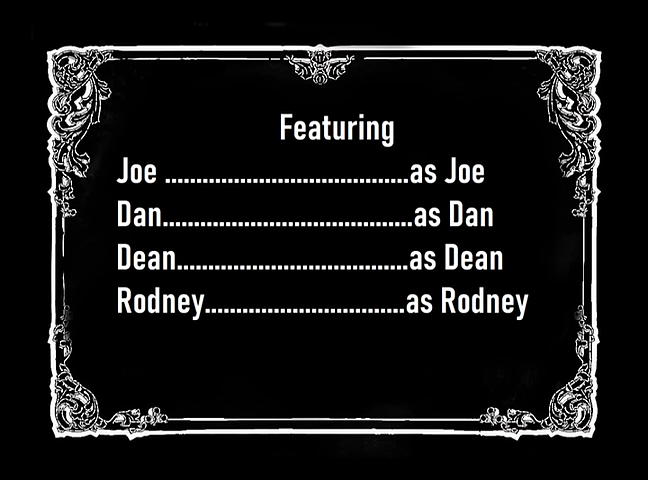 Featuring
Joe .......................................as Joe
Dan........................................as Dan
Dean.....................................as Dean
Rodney................................as Rodney